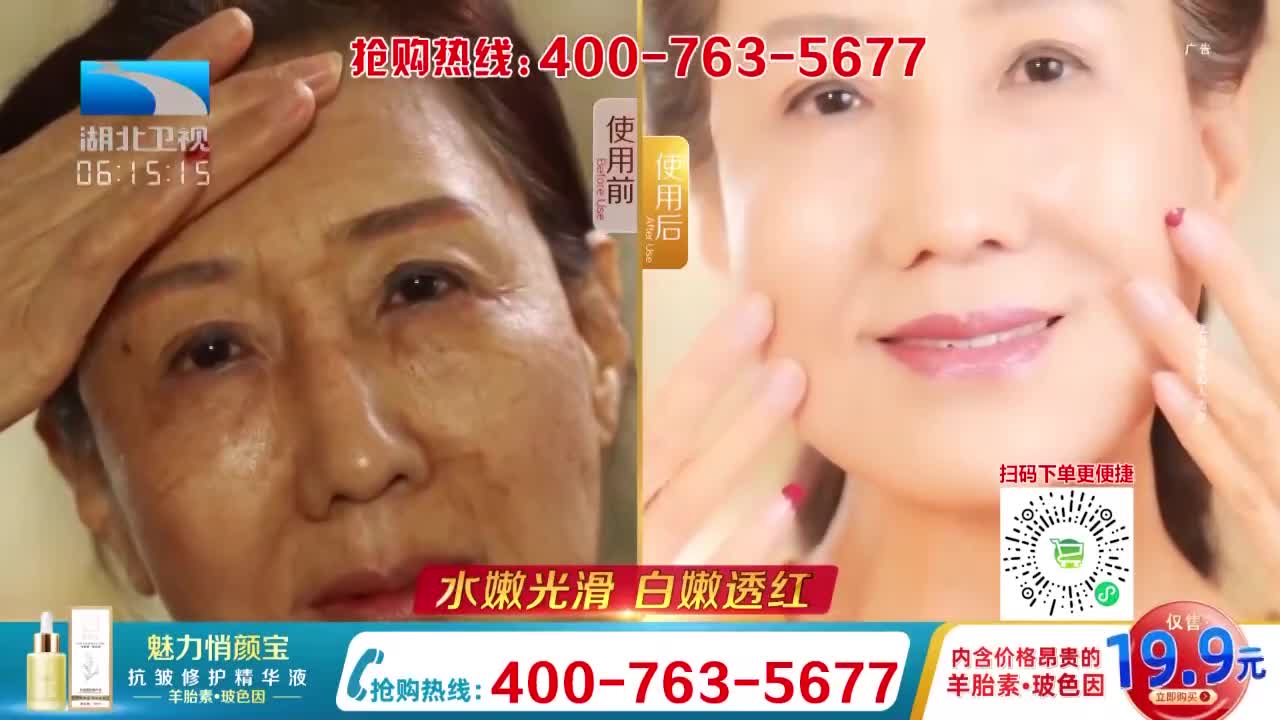 抢购热线:400-763-5677
广告
湖北卫视
06:15:15
使用前
Before Use
使用后
After Use
扫码下单更便捷
水嫩光滑 白嫩透红
魅力悄颜宝
抗皱修护精华液
羊胎素·玻色因
抢购热线:400-763-5677
内含价格昂贵的
羊胎素·玻色因
仅售
19.9元
立即购买